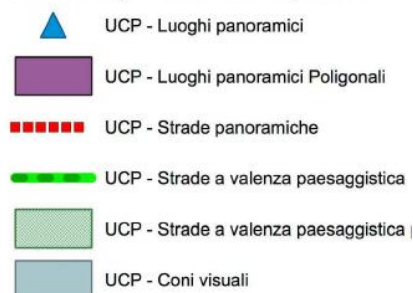 UCP - Luoghi panoramici
UCP - Luoghi panoramici Poligonali
UCP - Strade panoramiche
UCP - Strade a valenza paesaggistica
UCP - Strade a valenza paesaggistica
UCP - Coni visuali